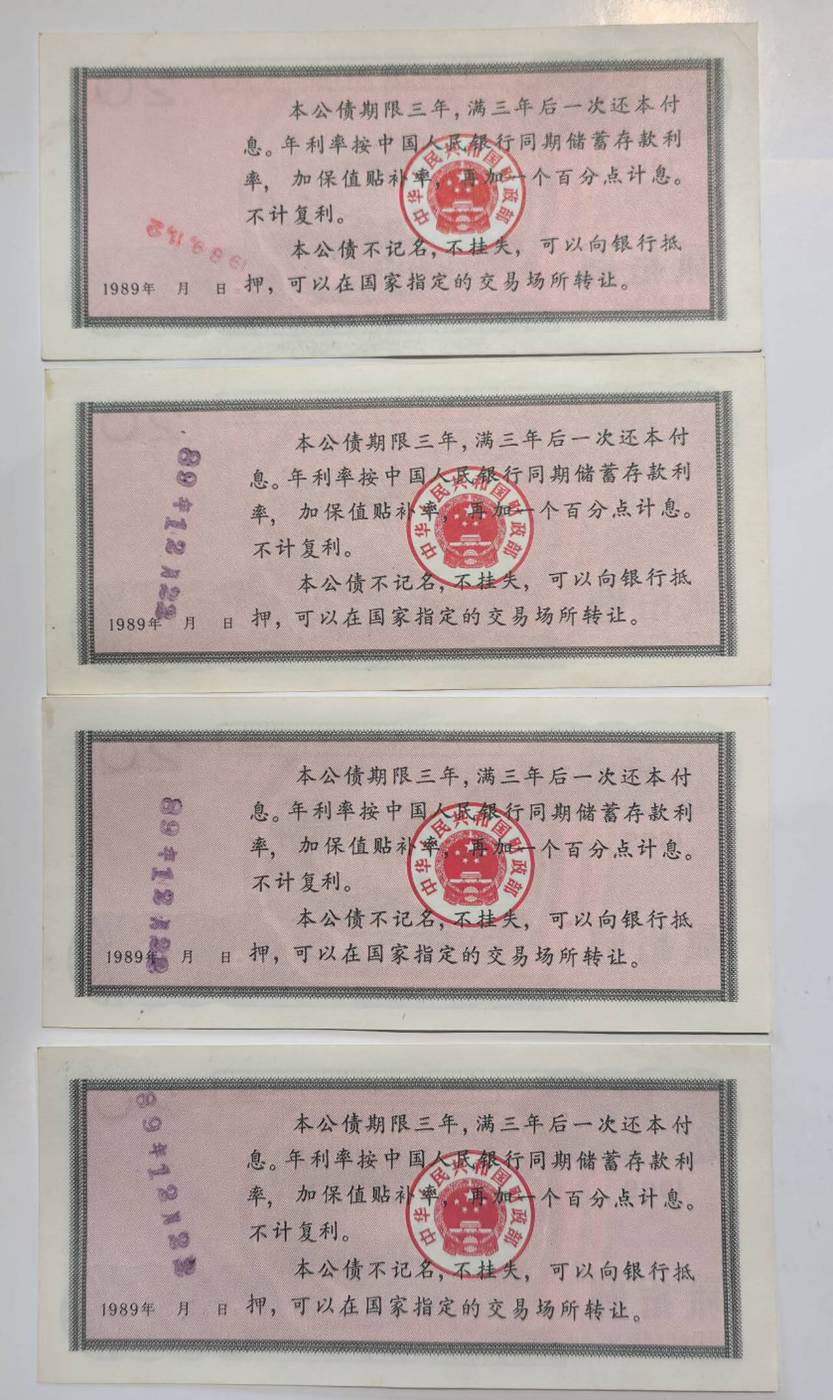 本公债期限三年,满三年后一次还本付
息。年利率按中国人民银行同期储蓄存款利
率, 加保值贴补率, 再加一个百分点计息。
不计复利。
本公债不记名,不挂失, 可以向银行抵
押, 可以在国家指定的交易场所转让。
1989年 月 日
中华人民共和国财政部
本公债期限三年,满三年后一次还本付
息。年利率按中国人民银行同期储蓄存款利
率, 加保值贴补率, 再加一个百分点计息。
不计复利。
本公债不记名,不挂失, 可以向银行抵
押, 可以在国家指定的交易场所转让。
1989年 月 日
中华人民共和国财政部
89年12月22
本公债期限三年,满三年后一次还本付
息。年利率按中国人民银行同期储蓄存款利
率, 加保值贴补率, 再加一个百分点计息。
不计复利。
本公债不记名,不挂失, 可以向银行抵
押, 可以在国家指定的交易场所转让。
1989年 月 日
中华人民共和国财政部
89年12月22
本公债期限三年,满三年后一次还本付
息。年利率按中国人民银行同期储蓄存款利
率, 加保值贴补率, 再加一个百分点计息。
不计复利。
本公债不记名,不挂失, 可以向银行抵
押, 可以在国家指定的交易场所转让。
1989年 月 日
中华人民共和国财政部
89年12月22